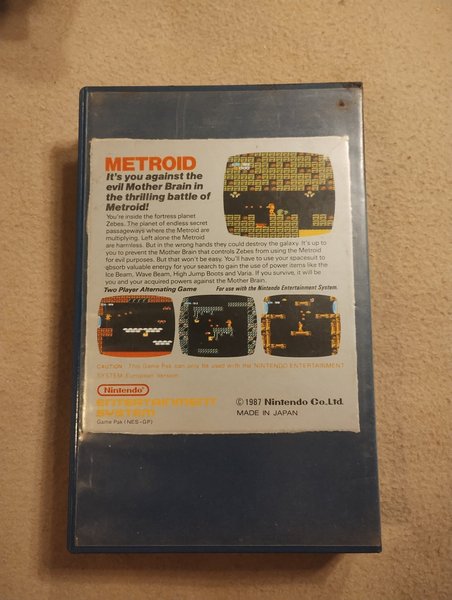 METROID
It's you against the
evil Mother Brain in
the thrilling battle of
Metroid!
You're inside the fortress planet
Zebes. The planet of endless secret
passageways where the Metroid are
multiplying. Left alone the Metroid
are harmless. But in the wrong hands they could destroy the galaxy. It's up to
you to prevent the Mother Brain that controls Zebes from using the Metroid
for evil purposes. But that won't be easy. You'll have to use your spacesuit to
qbsorb valuable energy for your search to gain the use of power items like the
Ice Beam, Wave Beam, High Jump Boots and Varia. If you survive, it will be
you and your acquired powers against the Mother Brain.
Two Player Alternating Game For use with the Nintendo Entertainment System.
CAUTION: This Game Pak can only be used with the NINTENDO ENTERTAINMENT
SYSTEM European Version.
Nintendo
ENTERTAINMENT
SYSTEM
Game Pak (NES-GP)
© 1987 Nintendo Co., Ltd.
MADE IN JAPAN